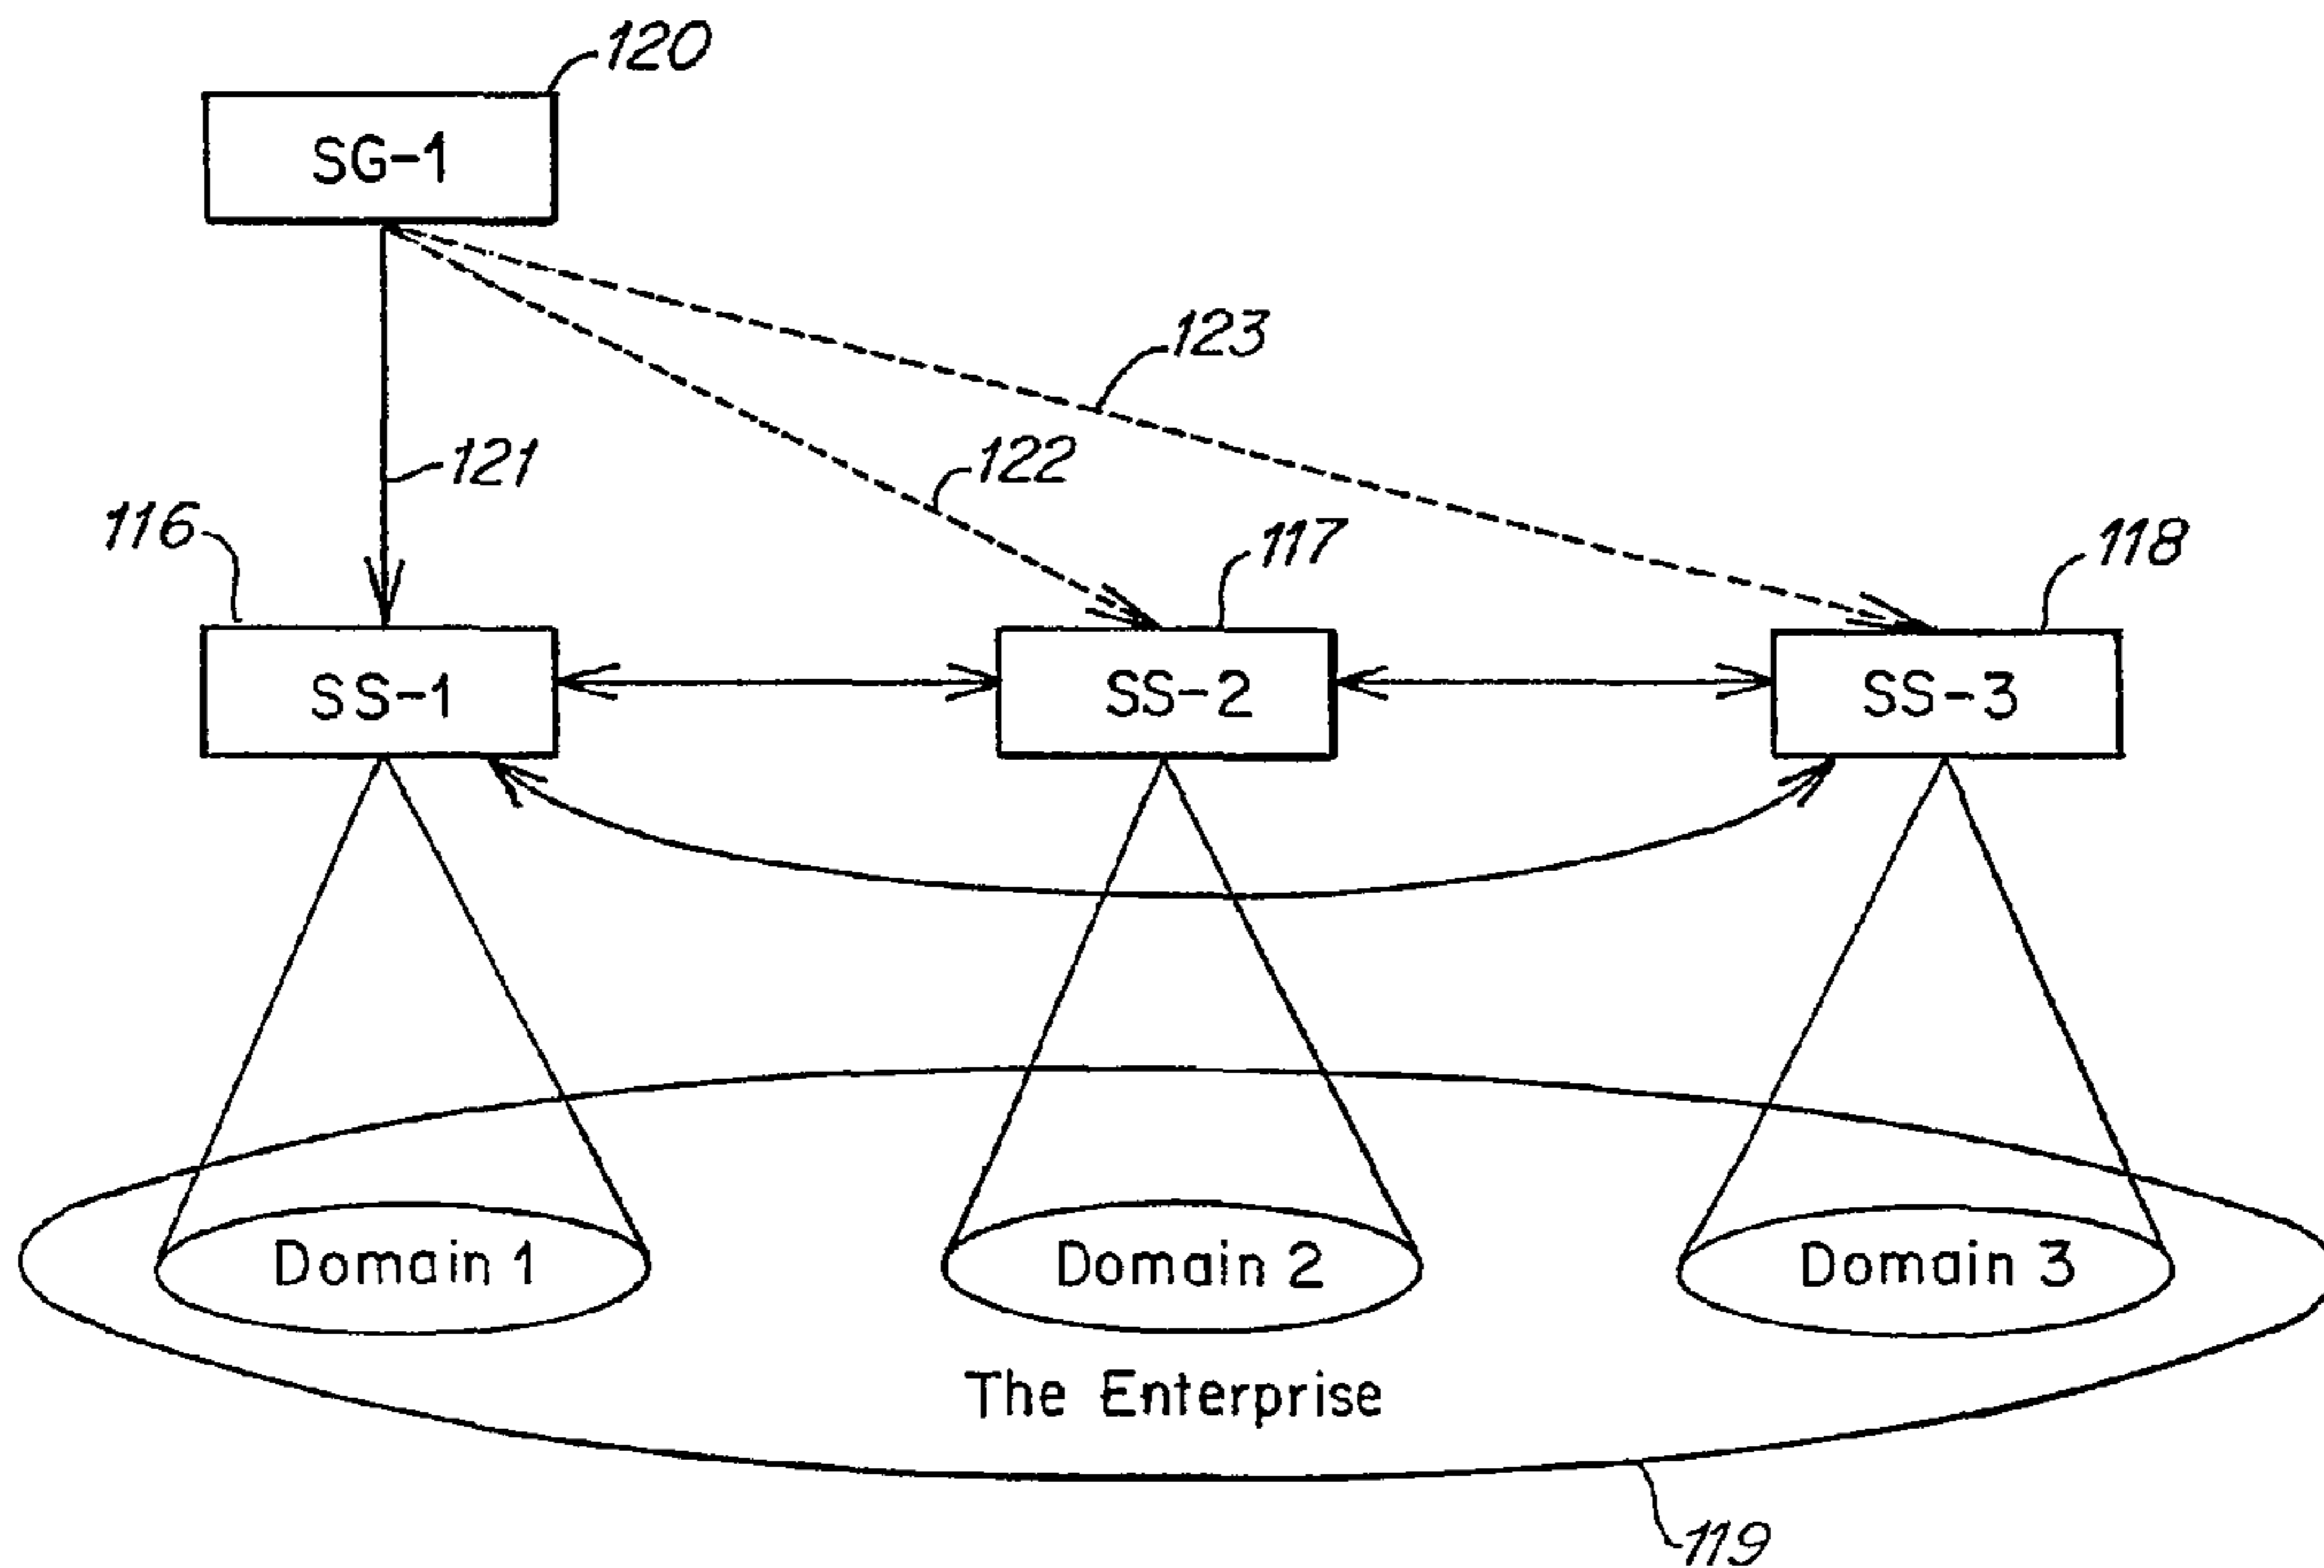 120
SG-1
123
121
122
116
117
118
SS-1
SS-2
SS-3
Domain 1
Domain 2
Domain 3
The Enterprise
119